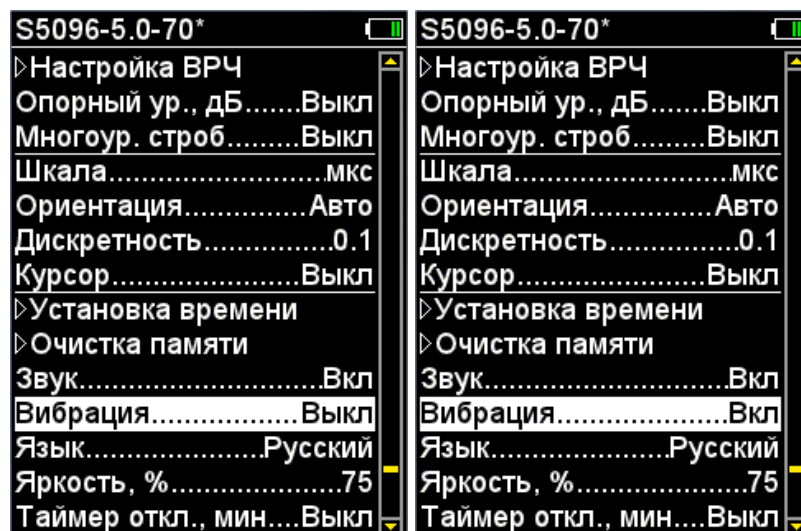 S5096-5.0-70*
▷Настройка ВРЧ
Опорный ур., дБ.......Выкл
Многоур. строб.........Выкл
Шкала...........................мкс
Ориентация...............Авто
Дискретность................0.1
Курсор.........................Выкл
▷Установка времени
▷Очистка памяти
Звук..............................Вкл
Вибрация...................Выкл
Язык......................Русский
Яркость, %.....................75
Таймер откл., мин....Выкл
S5096-5.0-70*
▷Настройка ВРЧ
Опорный ур., дБ.......Выкл
Многоур. строб.........Выкл
Шкала...........................мкс
Ориентация...............Авто
Дискретность................0.1
Курсор.........................Выкл
▷Установка времени
▷Очистка памяти
Звук..............................Вкл
Вибрация.....................Вкл
Язык......................Русский
Яркость, %.....................75
Таймер откл., мин....Выкл